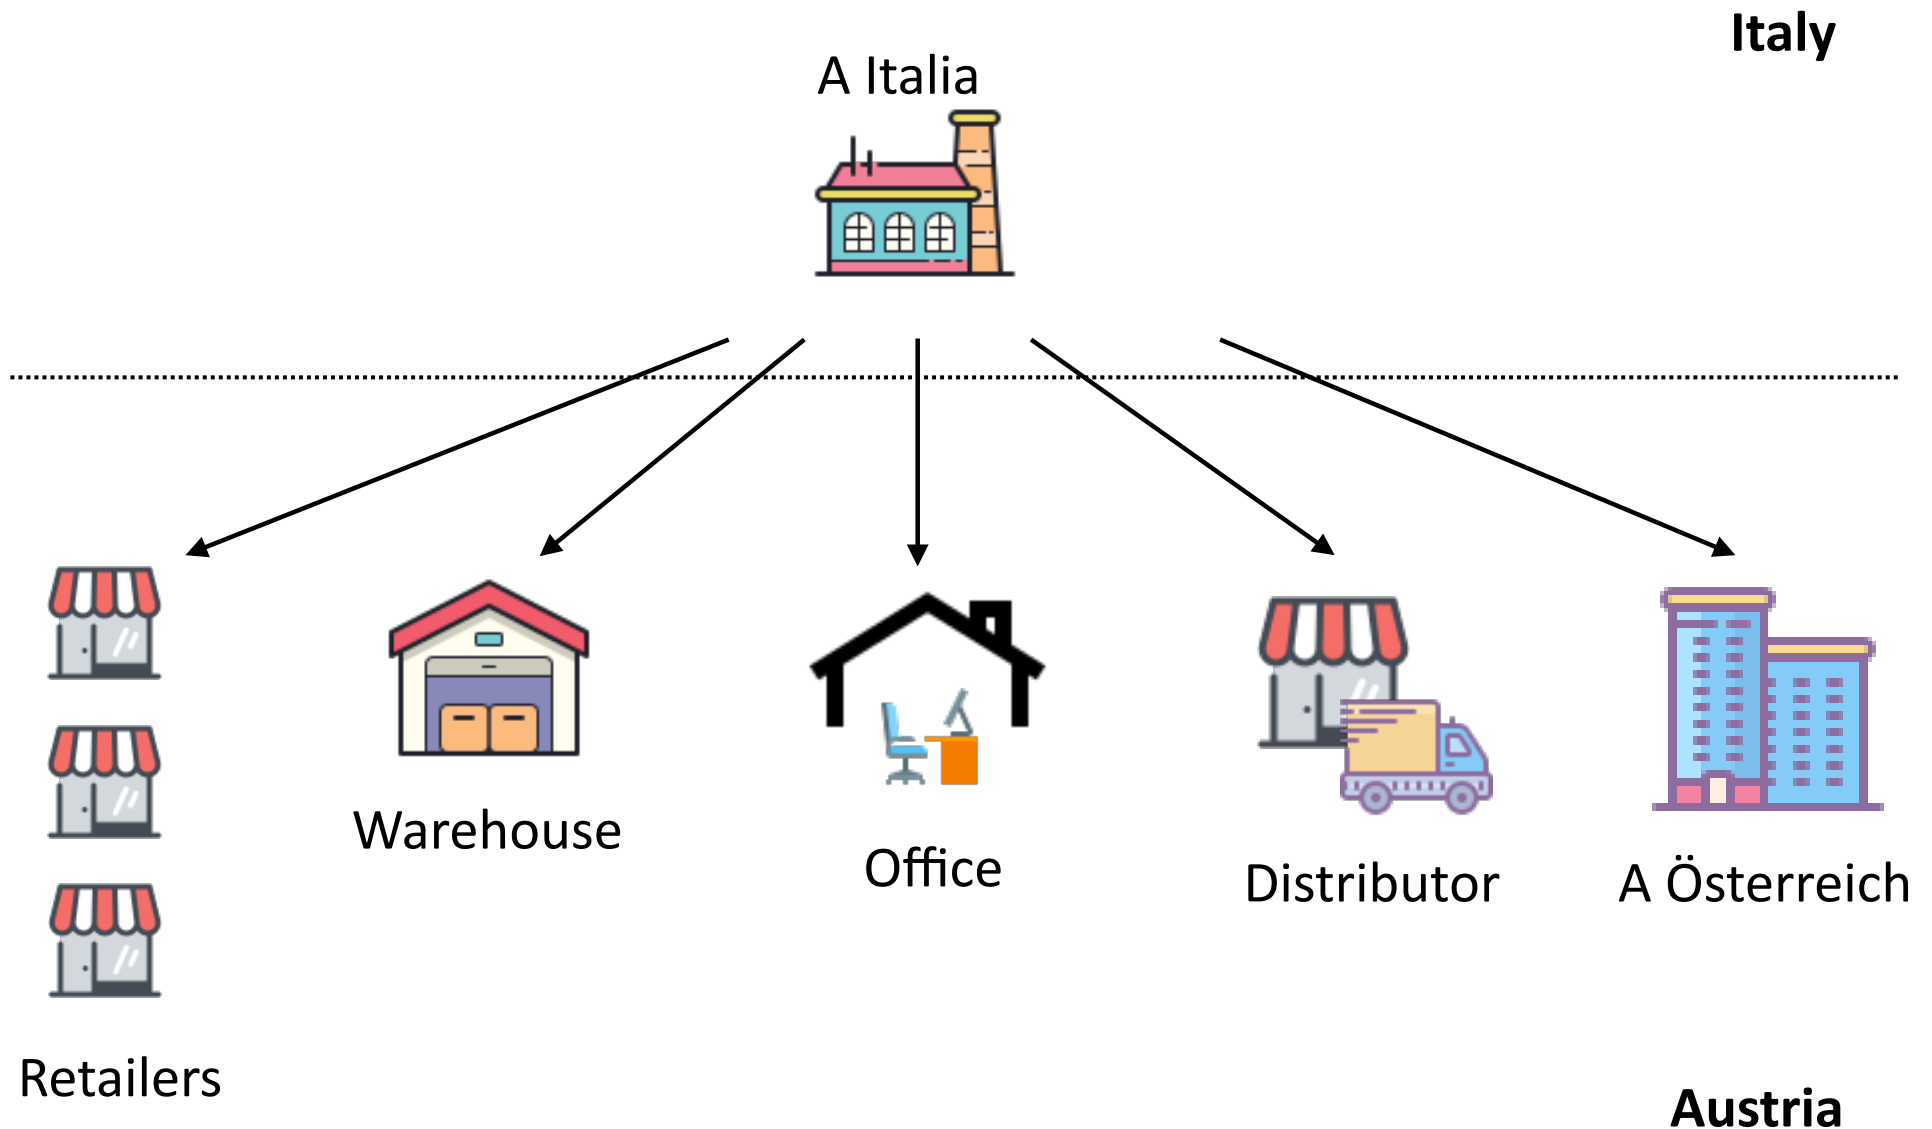 Italy
A Italia
Warehouse
Office
Distributor
A Österreich
Retailers
Austria